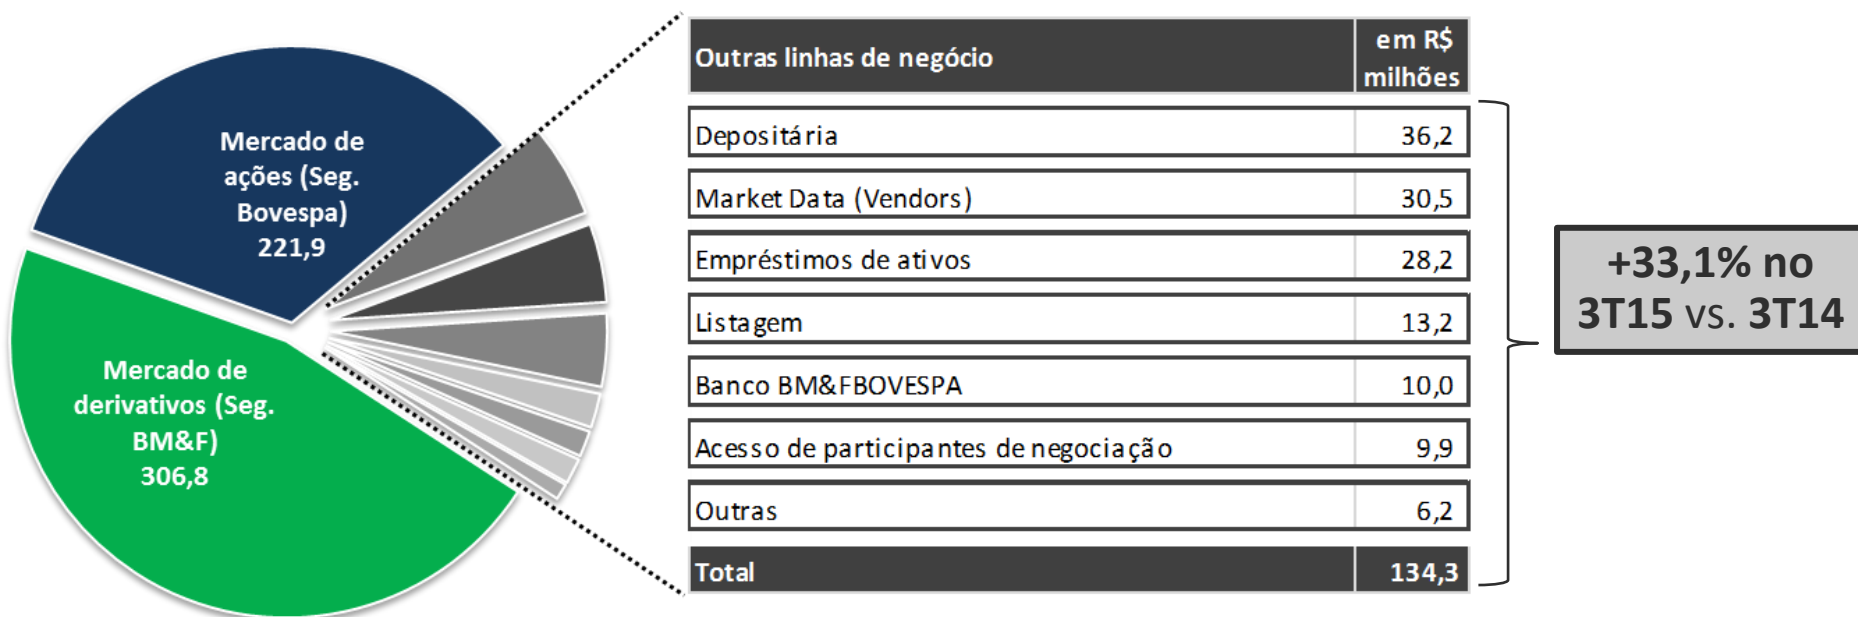 Mercado de
ações (Seg.
Bovespa)
221,9
Mercado de
derivativos (Seg.
BM&F)
306,8
Outras linhas de negócio em R$ milhões
Depositária 36,2
Market Data (Vendors) 30,5
Empréstimos de ativos 28,2
Listagem 13,2
Banco BM&FBOVESPA 10,0
Acesso de participantes de negociação 9,9
Outras 6,2
Total 134,3
+33,1% no
3T15 vs. 3T14